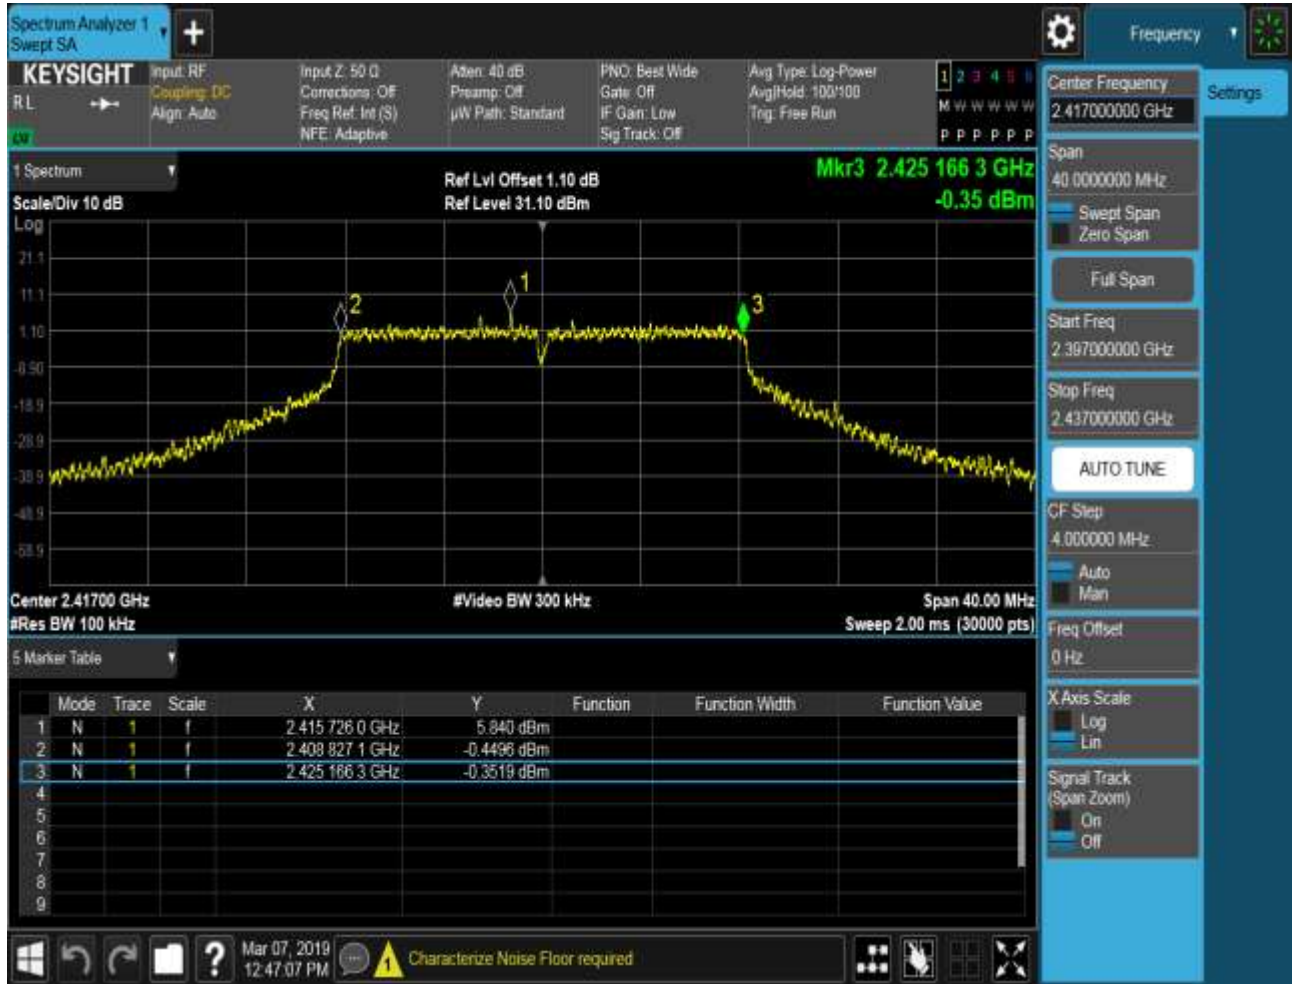 Spectrum Analyzer 1
Swept SA
Frequency
KEYSIGHT
RL
Input: RF
Coupling: DC
Align: Auto
Input Z: 50 Ω
Corrections: Off
Freq Ref: Int (S)
NFE: Adaptive
Atten: 40 dB
Preamp: Off
µW Path: Standard
PNO: Best Wide
Gate: Off
IF Gain: Low
Sig Track: Off
Avg Type: Log-Power
Avg|Hold: 100/100
Trig: Free Run
1 2 3 4 5 6
M W W W W W
P P P P P P
1 Spectrum
Scale/Div 10 dB
Ref Lvl Offset 1.10 dB
Ref Level 31.10 dBm
Mkr3 2.425 166 3 GHz
-0.35 dBm
Log
21.1
11.1
1.10
-8.90
-18.9
-28.9
-38.9
-48.9
-58.9
1
2
3
Center 2.41700 GHz
#Video BW 300 kHz
Span 40.00 MHz
#Res BW 100 kHz
Sweep 2.00 ms (30000 pts)
5 Marker Table
Mode Trace Scale X Y Function Function Width Function Value
1 N 1 f 2.415 726 0 GHz 5.840 dBm
2 N 1 f 2.408 827 1 GHz -0.4496 dBm
3 N 1 f 2.425 166 3 GHz -0.3519 dBm
4
5
6
7
8
9
Mar 07, 2019
12:47:07 PM
1
Characterize Noise Floor required
Center Frequency
2.417000000 GHz
Settings
Span
40.0000000 MHz
Swept Span
Zero Span
Full Span
Start Freq
2.397000000 GHz
Stop Freq
2.437000000 GHz
AUTO TUNE
CF Step
4.000000 MHz
Auto
Man
Freq Offset
0 Hz
X Axis Scale
Log
Lin
Signal Track
(Span Zoom)
On
Off